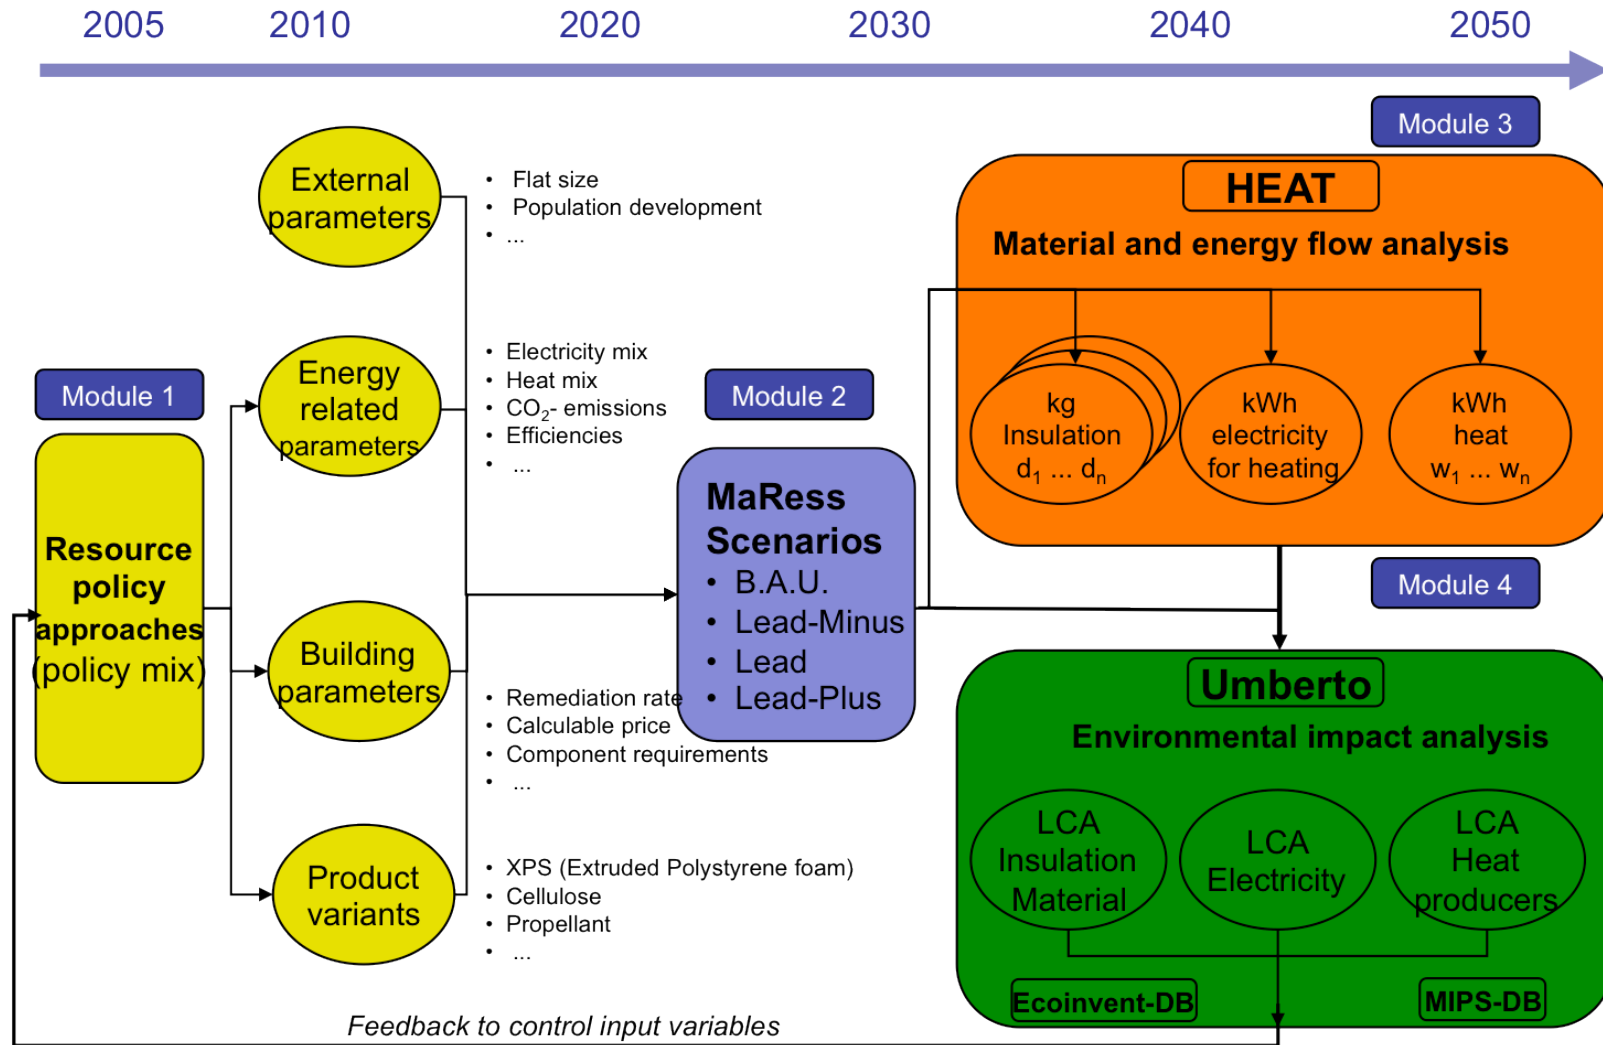 2005 2010 2020 2030 2040 2050
Module 3
External
parameters
• Flat size
• Population development
• ...
HEAT
Material and energy flow analysis
Module 1
Energy
related
parameters
• Electricity mix
• Heat mix
• CO₂- emissions
• Efficiencies
• ...
Module 2
kg
Insulation
d₁ ... dₙ
kWh
electricity
for heating
kWh
heat
w₁ ... wₙ
Resource
policy
approaches
(policy mix)
MaRess
Scenarios
• B.A.U.
• Lead-Minus
• Lead
• Lead-Plus
Module 4
Building
parameters
• Remediation rate
• Calculable price
• Component requirements
• ...
Umberto
Environmental impact analysis
Product
variants
• XPS (Extruded Polystyrene foam)
• Cellulose
• Propellant
• ...
LCA
Insulation
Material
LCA
Electricity
LCA
Heat
producers
Ecoinvent-DB
MIPS-DB
Feedback to control input variables